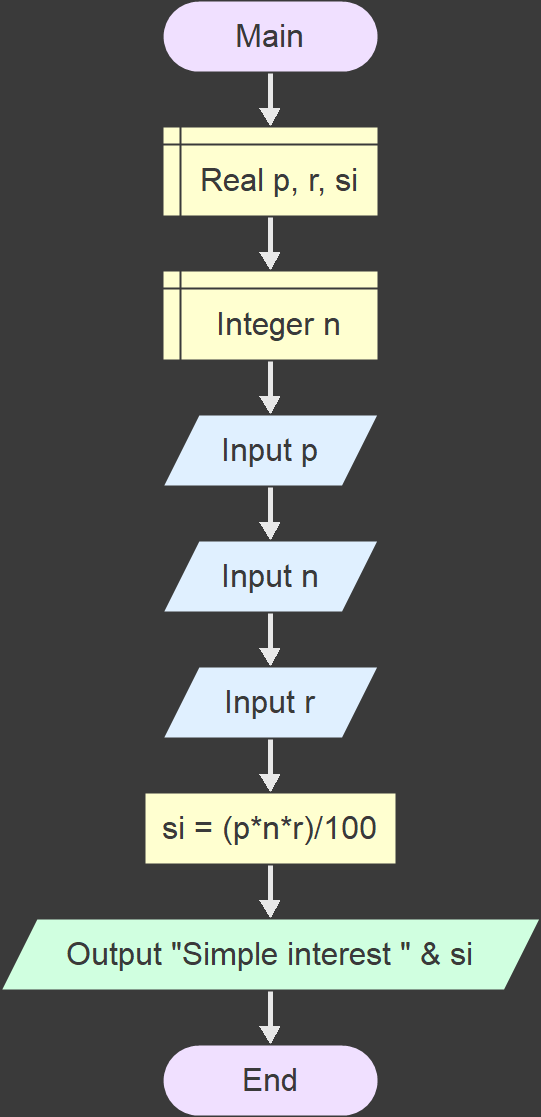 Main
Real p, r, si
Integer n
Input p
Input n
Input r
si = (p*n*r)/100
Output "Simple interest " & si
End